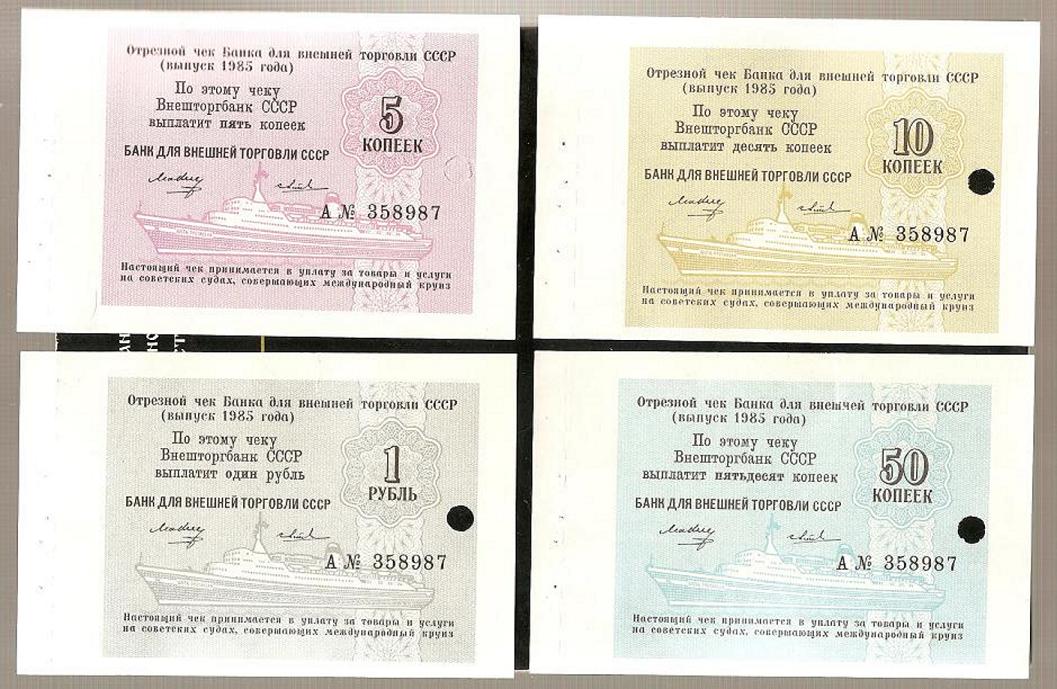 Отрезной чек Банка для внешней торговли СССР
(выпуск 1985 года)
По этому чеку
Внешторгбанк СССР
выплатит пять копеек
5
КОПЕЕК
БАНК ДЛЯ ВНЕШНЕЙ ТОРГОВЛИ СССР
А № 358987
Настоящий чек принимается в уплату за товары и услуги
на советских судах, совершающих международный круиз
Отрезной чек Банка для внешней торговли СССР
(выпуск 1985 года)
По этому чеку
Внешторгбанк СССР
выплатит десять копеек
10
КОПЕЕК
БАНК ДЛЯ ВНЕШНЕЙ ТОРГОВЛИ СССР
А № 358987
Настоящий чек принимается в уплату за товары и услуги
на советских судах, совершающих международный круиз
Отрезной чек Банка для внешней торговли СССР
(выпуск 1985 года)
По этому чеку
Внешторгбанк СССР
выплатит один рубль
1
РУБЛЬ
БАНК ДЛЯ ВНЕШНЕЙ ТОРГОВЛИ СССР
А № 358987
Настоящий чек принимается в уплату за товары и услуги
на советских судах, совершающих международный круиз
Отрезной чек Банка для внешней торговли СССР
(выпуск 1985 года)
По этому чеку
Внешторгбанк СССР
выплатит пятьдесят копеек
50
КОПЕЕК
БАНК ДЛЯ ВНЕШНЕЙ ТОРГОВЛИ СССР
А № 358987
Настоящий чек принимается в уплату за товары и услуги
на советских судах, совершающих международный круиз